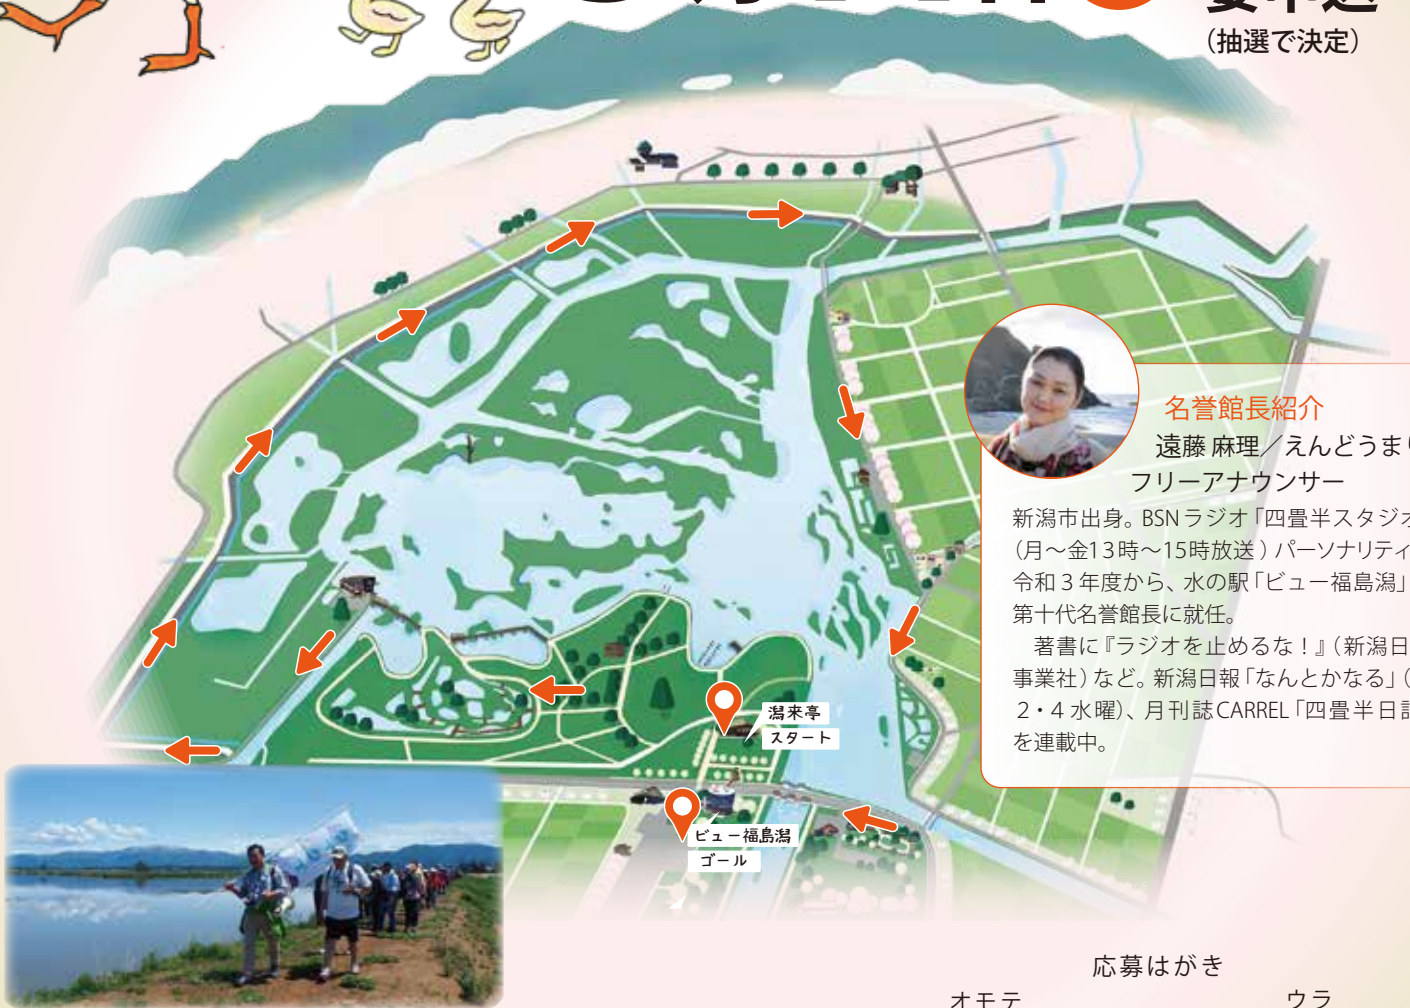 (抽選で決定)
名誉館長紹介
遠藤 麻理／えんどうまり
フリーアナウンサー
新潟市出身。BSNラジオ「四畳半スタジオ
(月〜金13時〜15時放送)パーソナリティ
令和3年度から、水の駅「ビュー福島潟」
第十代名誉館長に就任。
著書に『ラジオを止めるな！』(新潟日
事業社)など。新潟日報「なんとかなる」(
2・4水曜)、月刊誌CARREL「四畳半日記
を連載中。
潟来亭
スタート
ビュー福島潟
ゴール
応募はがき
オモテ
ウラ